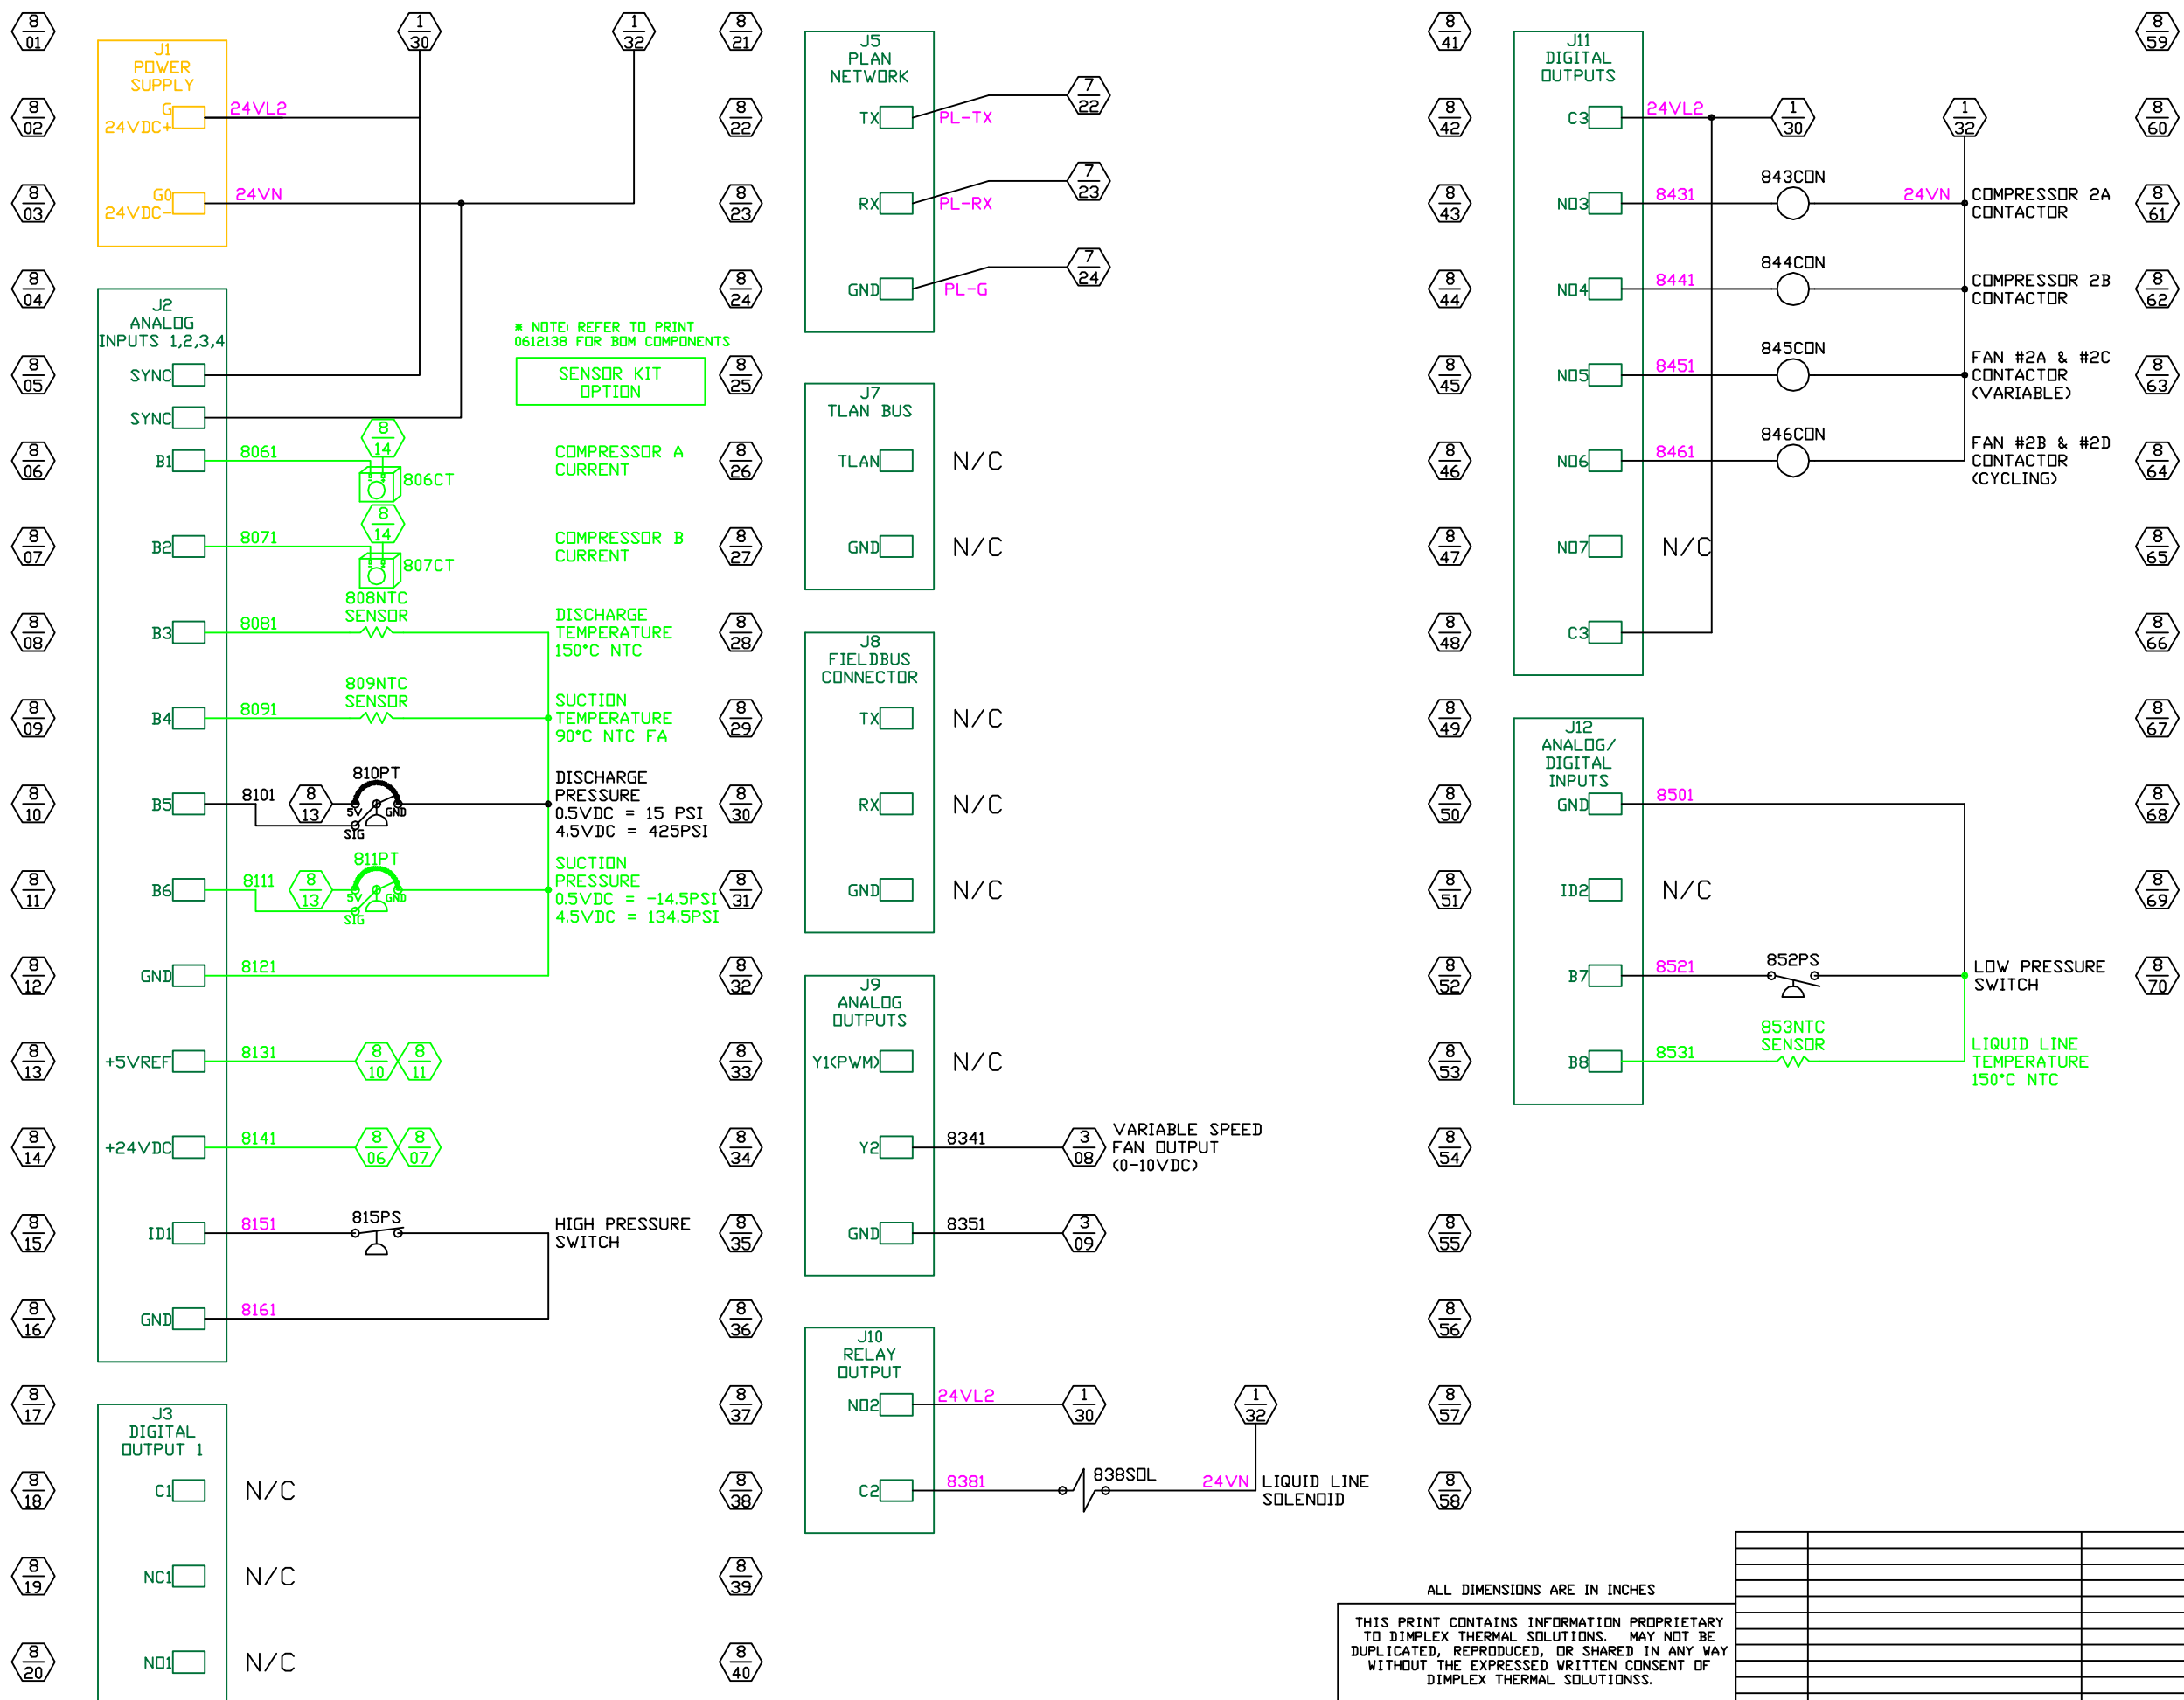 8
01
8
02
8
03
8
04
8
05
8
06
8
07
8
08
8
09
8
10
8
11
8
12
8
13
8
14
8
15
8
16
8
17
8
18
8
19
8
20
1
30
1
32
J1
POWER
SUPPLY
G
24VDC+
24VL2
G0
24VDC-
24VN
J2
ANALOG
INPUTS 1,2,3,4
SYNC
SYNC
* NOTE: REFER TO PRINT
0612138 FOR BOM COMPONENTS
SENSOR KIT
OPTION
B1
8061
8
14
806CT
COMPRESSOR A
CURRENT
B2
8071
8
14
807CT
COMPRESSOR B
CURRENT
B3
8081
808NTC
SENSOR
DISCHARGE
TEMPERATURE
150°C NTC
B4
8091
809NTC
SENSOR
SUCTION
TEMPERATURE
90°C NTC FA
B5
8101
8
13
810PT
5V
GND
SIG
DISCHARGE
PRESSURE
0.5VDC = 15 PSI
4.5VDC = 425PSI
B6
8111
8
13
811PT
5V
GND
SIG
SUCTION
PRESSURE
0.5VDC = -14.5PSI
4.5VDC = 134.5PSI
GND
8121
+5VREF
8131
8
10
8
11
+24VDC
8141
8
06
8
07
ID1
8151
815PS
HIGH PRESSURE
SWITCH
GND
8161
J3
DIGITAL
OUTPUT 1
C1
N/C
NC1
N/C
NO1
N/C
8
21
8
22
8
23
8
24
8
25
8
26
8
27
8
28
8
29
8
30
8
31
8
32
8
33
8
34
8
35
8
36
8
37
8
38
8
39
8
40
J5
PLAN
NETWORK
TX
PL-TX
7
22
RX
PL-RX
7
23
GND
PL-G
7
24
J7
TLAN BUS
TLAN
N/C
GND
N/C
J8
FIELDBUS
CONNECTOR
TX
N/C
RX
N/C
GND
N/C
J9
ANALOG
OUTPUTS
Y1(PWM)
N/C
Y2
8341
3
08
VARIABLE SPEED
FAN OUTPUT
(0-10VDC)
GND
8351
3
09
J10
RELAY
OUTPUT
NO2
24VL2
1
30
1
32
C2
8381
838SOL
24VN
LIQUID LINE
SOLENOID
8
41
8
42
8
43
8
44
8
45
8
46
8
47
8
48
8
49
8
50
8
51
8
52
8
53
8
54
8
55
8
56
8
57
8
58
J11
DIGITAL
OUTPUTS
C3
24VL2
1
30
1
32
NO3
8431
843CON
24VN
COMPRESSOR 2A
CONTACTOR
NO4
8441
844CON
COMPRESSOR 2B
CONTACTOR
NO5
8451
845CON
FAN #2A & #2C
CONTACTOR
(VARIABLE)
NO6
8461
846CON
FAN #2B & #2D
CONTACTOR
(CYCLING)
NO7
N/C
C3
J12
ANALOG/
DIGITAL
INPUTS
GND
8501
ID2
N/C
B7
8521
852PS
LOW PRESSURE
SWITCH
B8
8531
853NTC
SENSOR
LIQUID LINE
TEMPERATURE
150°C NTC
8
59
8
60
8
61
8
62
8
63
8
64
8
65
8
66
8
67
8
68
8
69
8
70
ALL DIMENSIONS ARE IN INCHES
THIS PRINT CONTAINS INFORMATION PROPRIETARY
TO DIMPLEX THERMAL SOLUTIONS. MAY NOT BE
DUPLICATED, REPRODUCED, OR SHARED IN ANY WAY
WITHOUT THE EXPRESSED WRITTEN CONSENT OF
DIMPLEX THERMAL SOLUTIONSS.